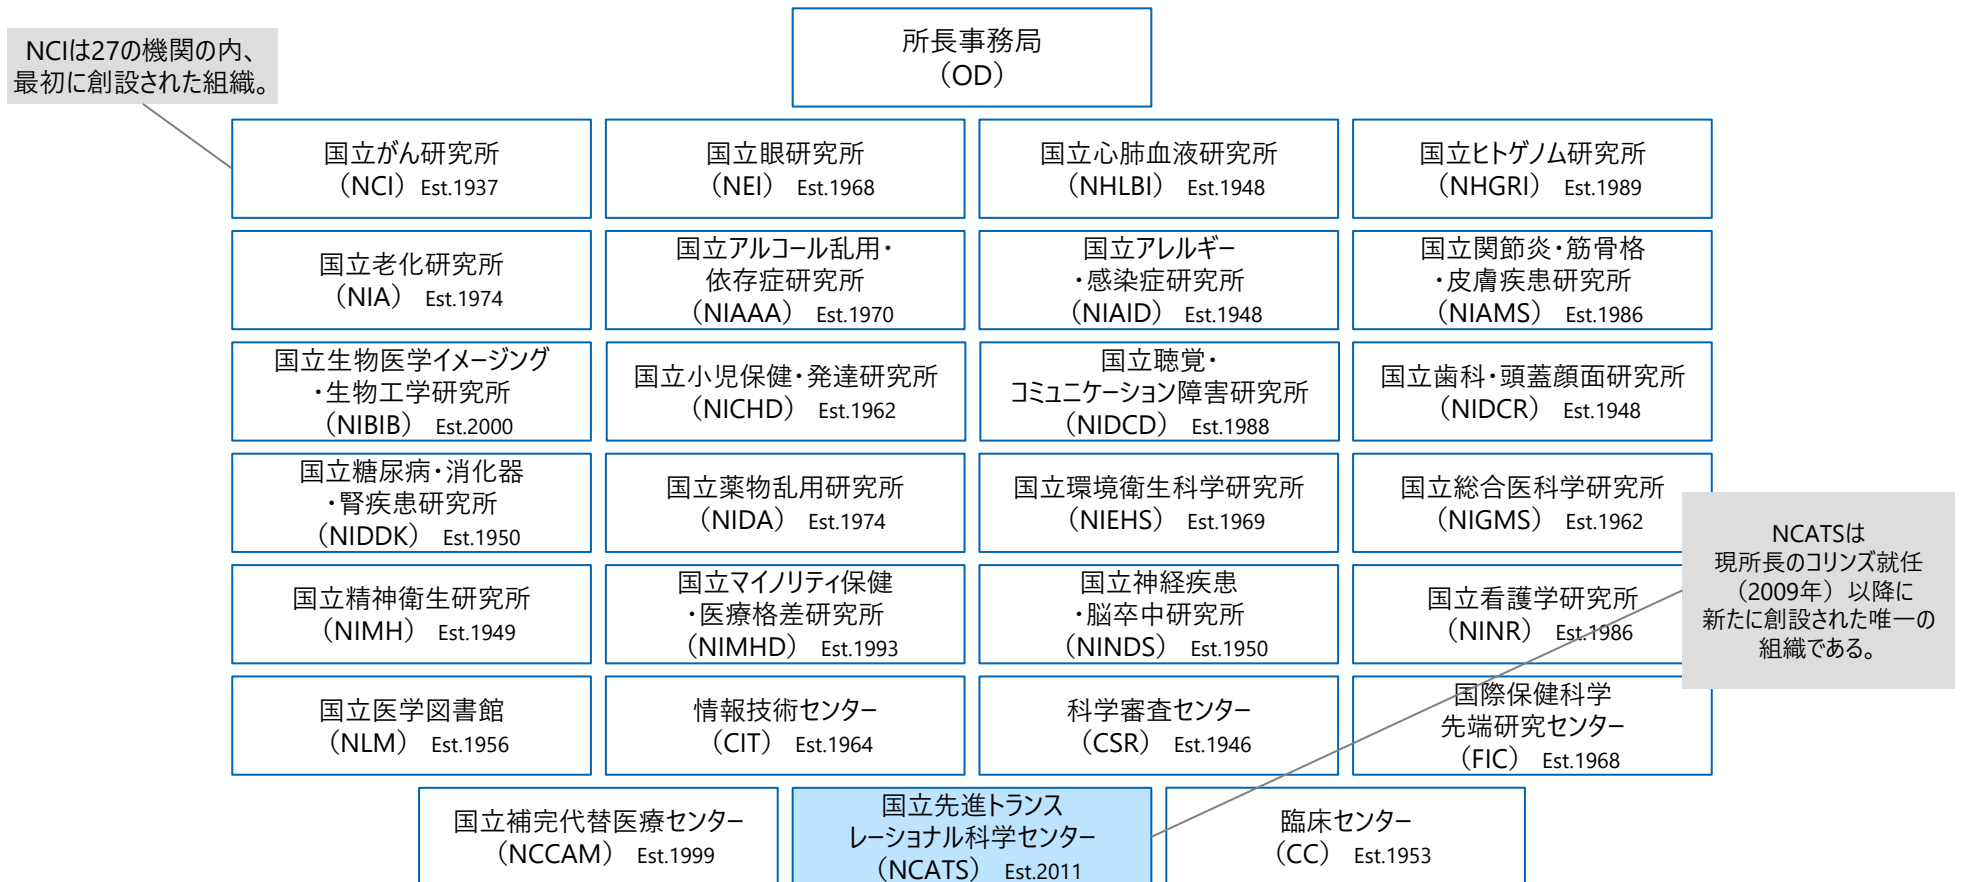 所長事務局
（OD）
NCIは27の機関の内、
最初に創設された組織。
国立がん研究所
（NCI） Est.1937
国立眼研究所
（NEI） Est.1968
国立心肺血液研究所
（NHLBI） Est.1948
国立ヒトゲノム研究所
（NHGRI） Est.1989
国立老化研究所
（NIA） Est.1974
国立アルコール乱用・
依存症研究所
（NIAAA） Est.1970
国立アレルギー
・感染症研究所
（NIAID） Est.1948
国立関節炎・筋骨格
・皮膚疾患研究所
（NIAMS） Est.1986
国立生物医学イメージング
・生物工学研究所
（NIBIB） Est.2000
国立小児保健・発達研究所
（NICHD） Est.1962
国立聴覚・
コミュニケーション障害研究所
（NIDCD） Est.1988
国立歯科・頭蓋顔面研究所
（NIDCR） Est.1948
国立糖尿病・消化器
・腎疾患研究所
（NIDDK） Est.1950
国立薬物乱用研究所
（NIDA） Est.1974
国立環境衛生科学研究所
（NIEHS） Est.1969
国立総合医科学研究所
（NIGMS） Est.1962
NCATSは
現所長のコリンズ就任
（2009年）以降に
新たに創設された唯一の
組織である。
国立精神衛生研究所
（NIMH） Est.1949
国立マイノリティ保健
・医療格差研究所
（NIMHD） Est.1993
国立神経疾患
・脳卒中研究所
（NINDS） Est.1950
国立看護学研究所
（NINR） Est.1986
国立医学図書館
（NLM） Est.1956
情報技術センター
（CIT） Est.1964
科学審査センター
（CSR） Est.1946
国際保健科学
先端研究センター
（FIC） Est.1968
国立補完代替医療センター
（NCCAM） Est.1999
国立先進トランス
レーショナル科学センター
（NCATS） Est.2011
臨床センター
（CC） Est.1953